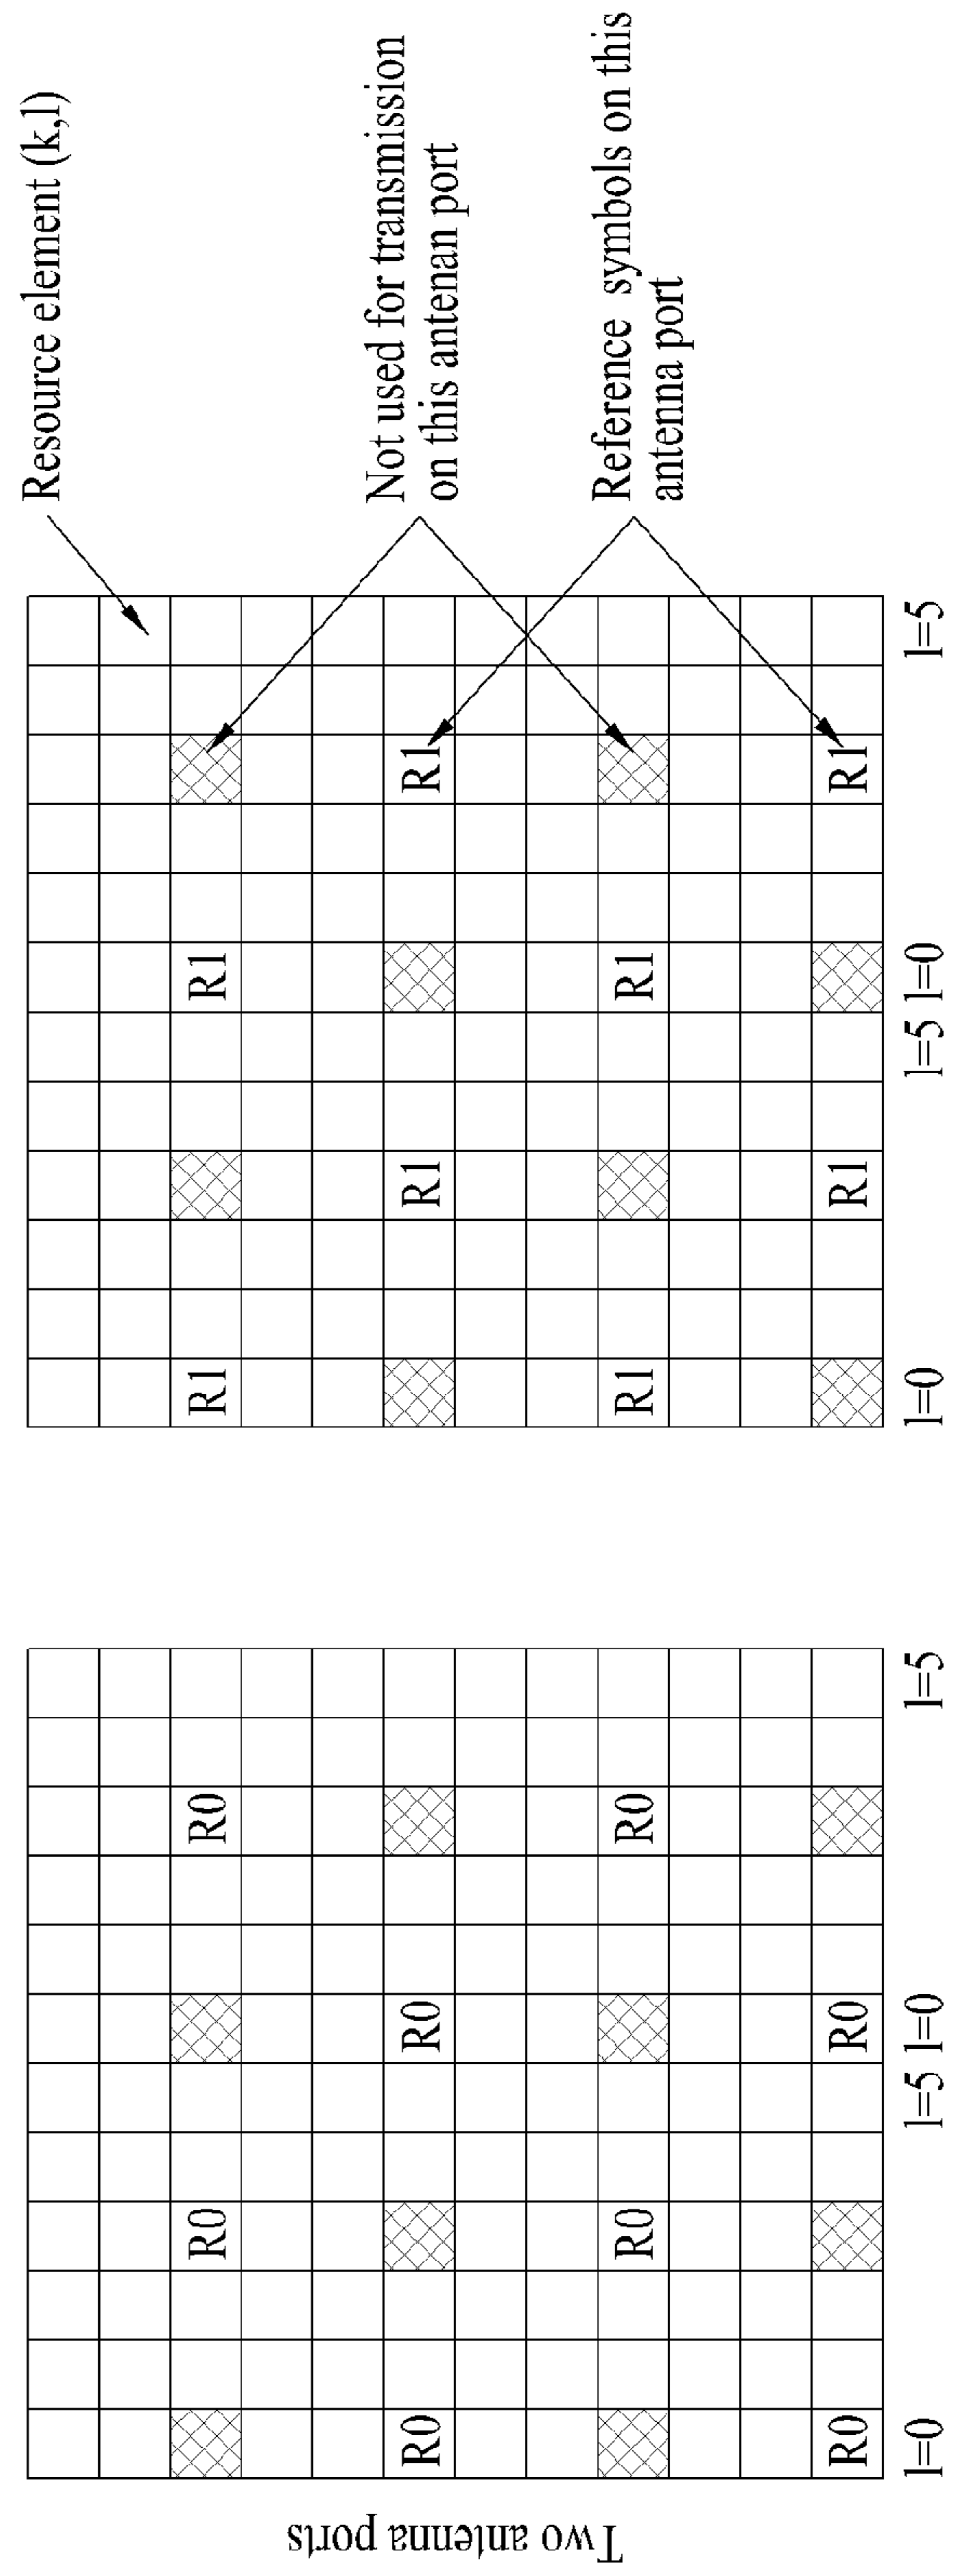 Two antenna ports
R0 R0
R0 R0
R0 R0
R0 R0
l=0 l=5 l=0 l=5
R1 R1
R1 R1
R1 R1
R1 R1
l=0 l=5 l=0 l=5
Resource element (k,l)
Not used for transmission
on this antenan port
Reference symbols on this
antenna port